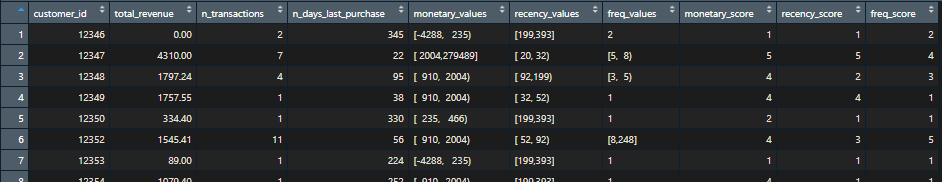 customer_id total_revenue n_transactions n_days_last_purchase monetary_values recency_values freq_values monetary_score recency_score freq_score
1 12346 0.00 2 345 [-4288, 235) [199,393] 2 1 1 2
2 12347 4310.00 7 22 [ 2004,279489] [ 20, 32) [5, 8) 5 5 4
3 12348 1797.24 4 95 [ 910, 2004) [ 92,199) [3, 5) 4 2 3
4 12349 1757.55 1 38 [ 910, 2004) [ 32, 52) 1 4 4 1
5 12350 334.40 1 330 [ 235, 466) [199,393] 1 2 1 1
6 12352 1545.41 11 56 [ 910, 2004) [ 52, 92) [8,248] 4 3 5
7 12353 89.00 1 224 [-4288, 235) [199,393] 1 1 1 1
8 12354 1079.40 1 252 [ 910, 2004) [199,393] 1 4 1 1